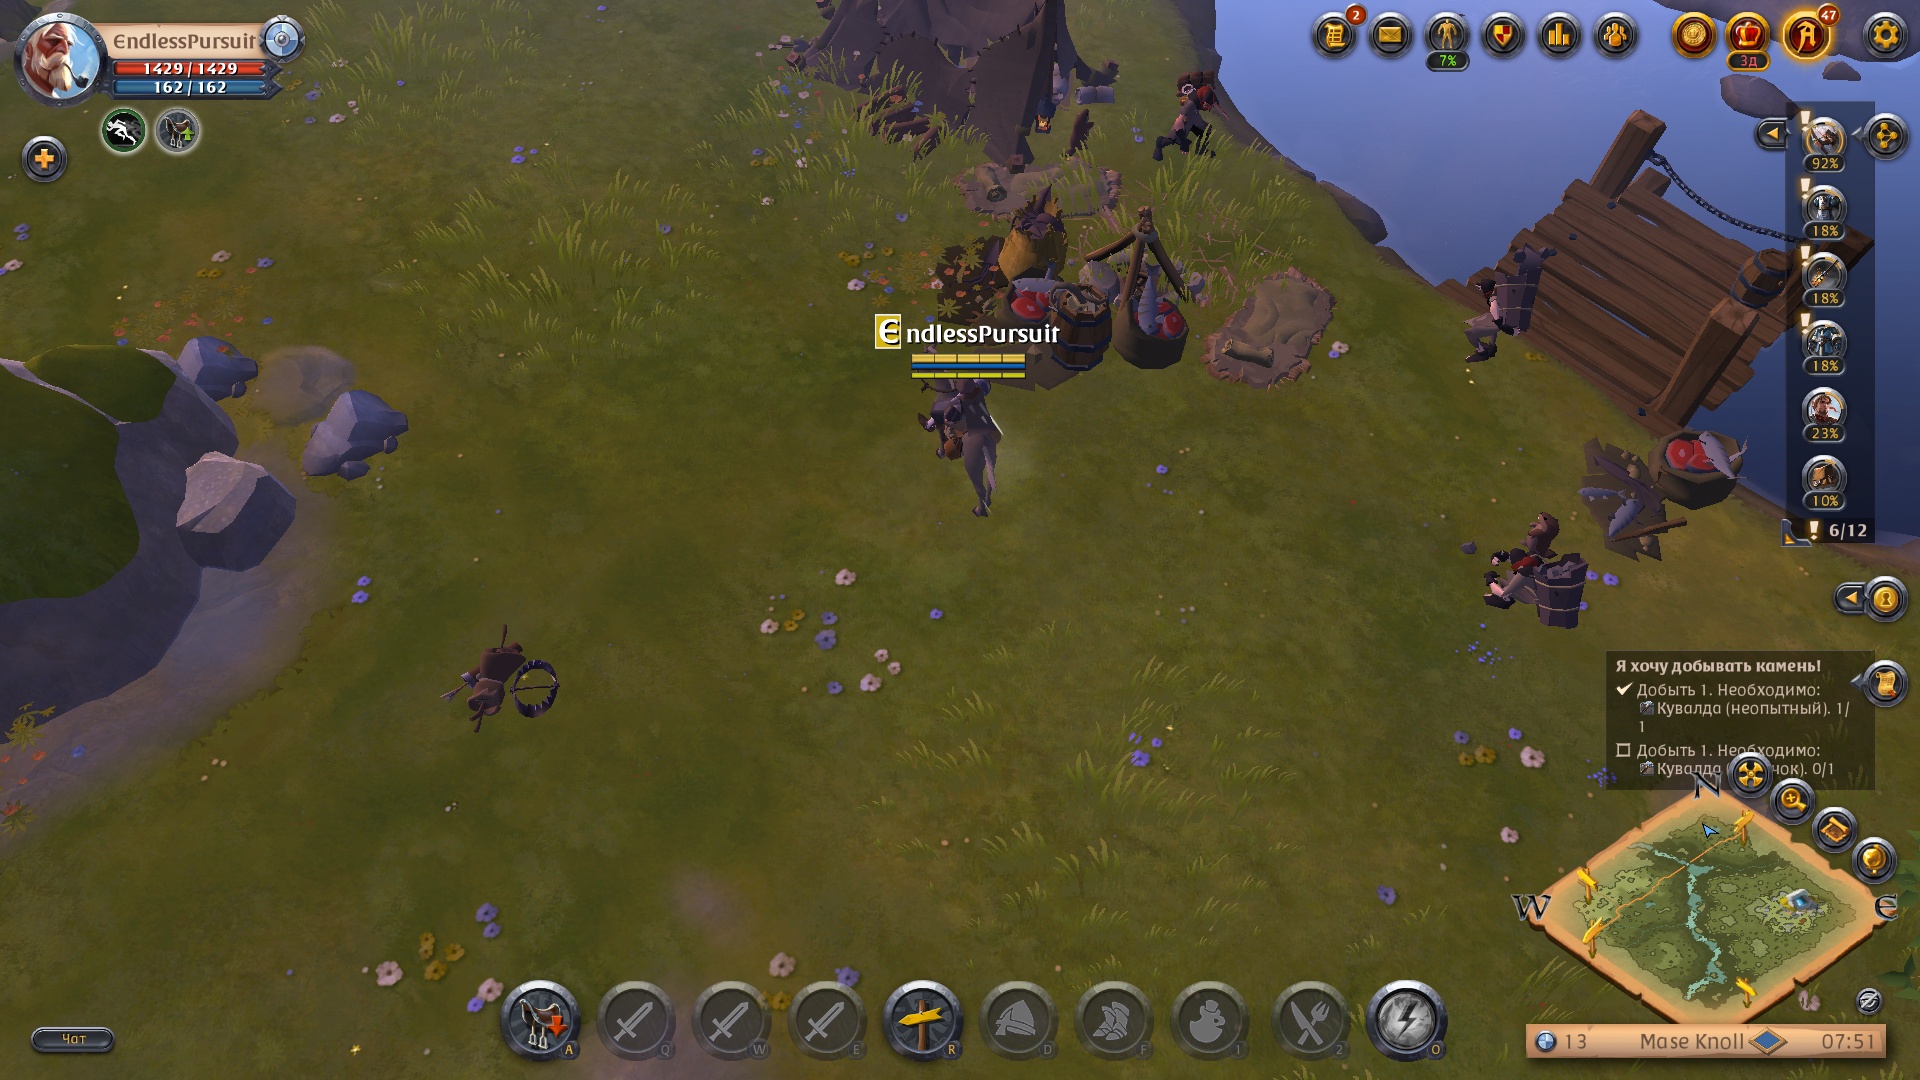 EndlessPursuit
1429 / 1429
162 / 162
2
7%
3д
47
92%
18%
18%
18%
23%
10%
6/12
EndlessPursuit
Я хочу добывать камень!
Добыть 1. Необходимо:
Кувалда (неопытный). 1/
1
Добыть 1. Необходимо:
Кувалда
чок). 0/1
N
W
E
Чат
A
Q
W
E
R
D
F
1
2
O
13
Mase Knoll
07:51